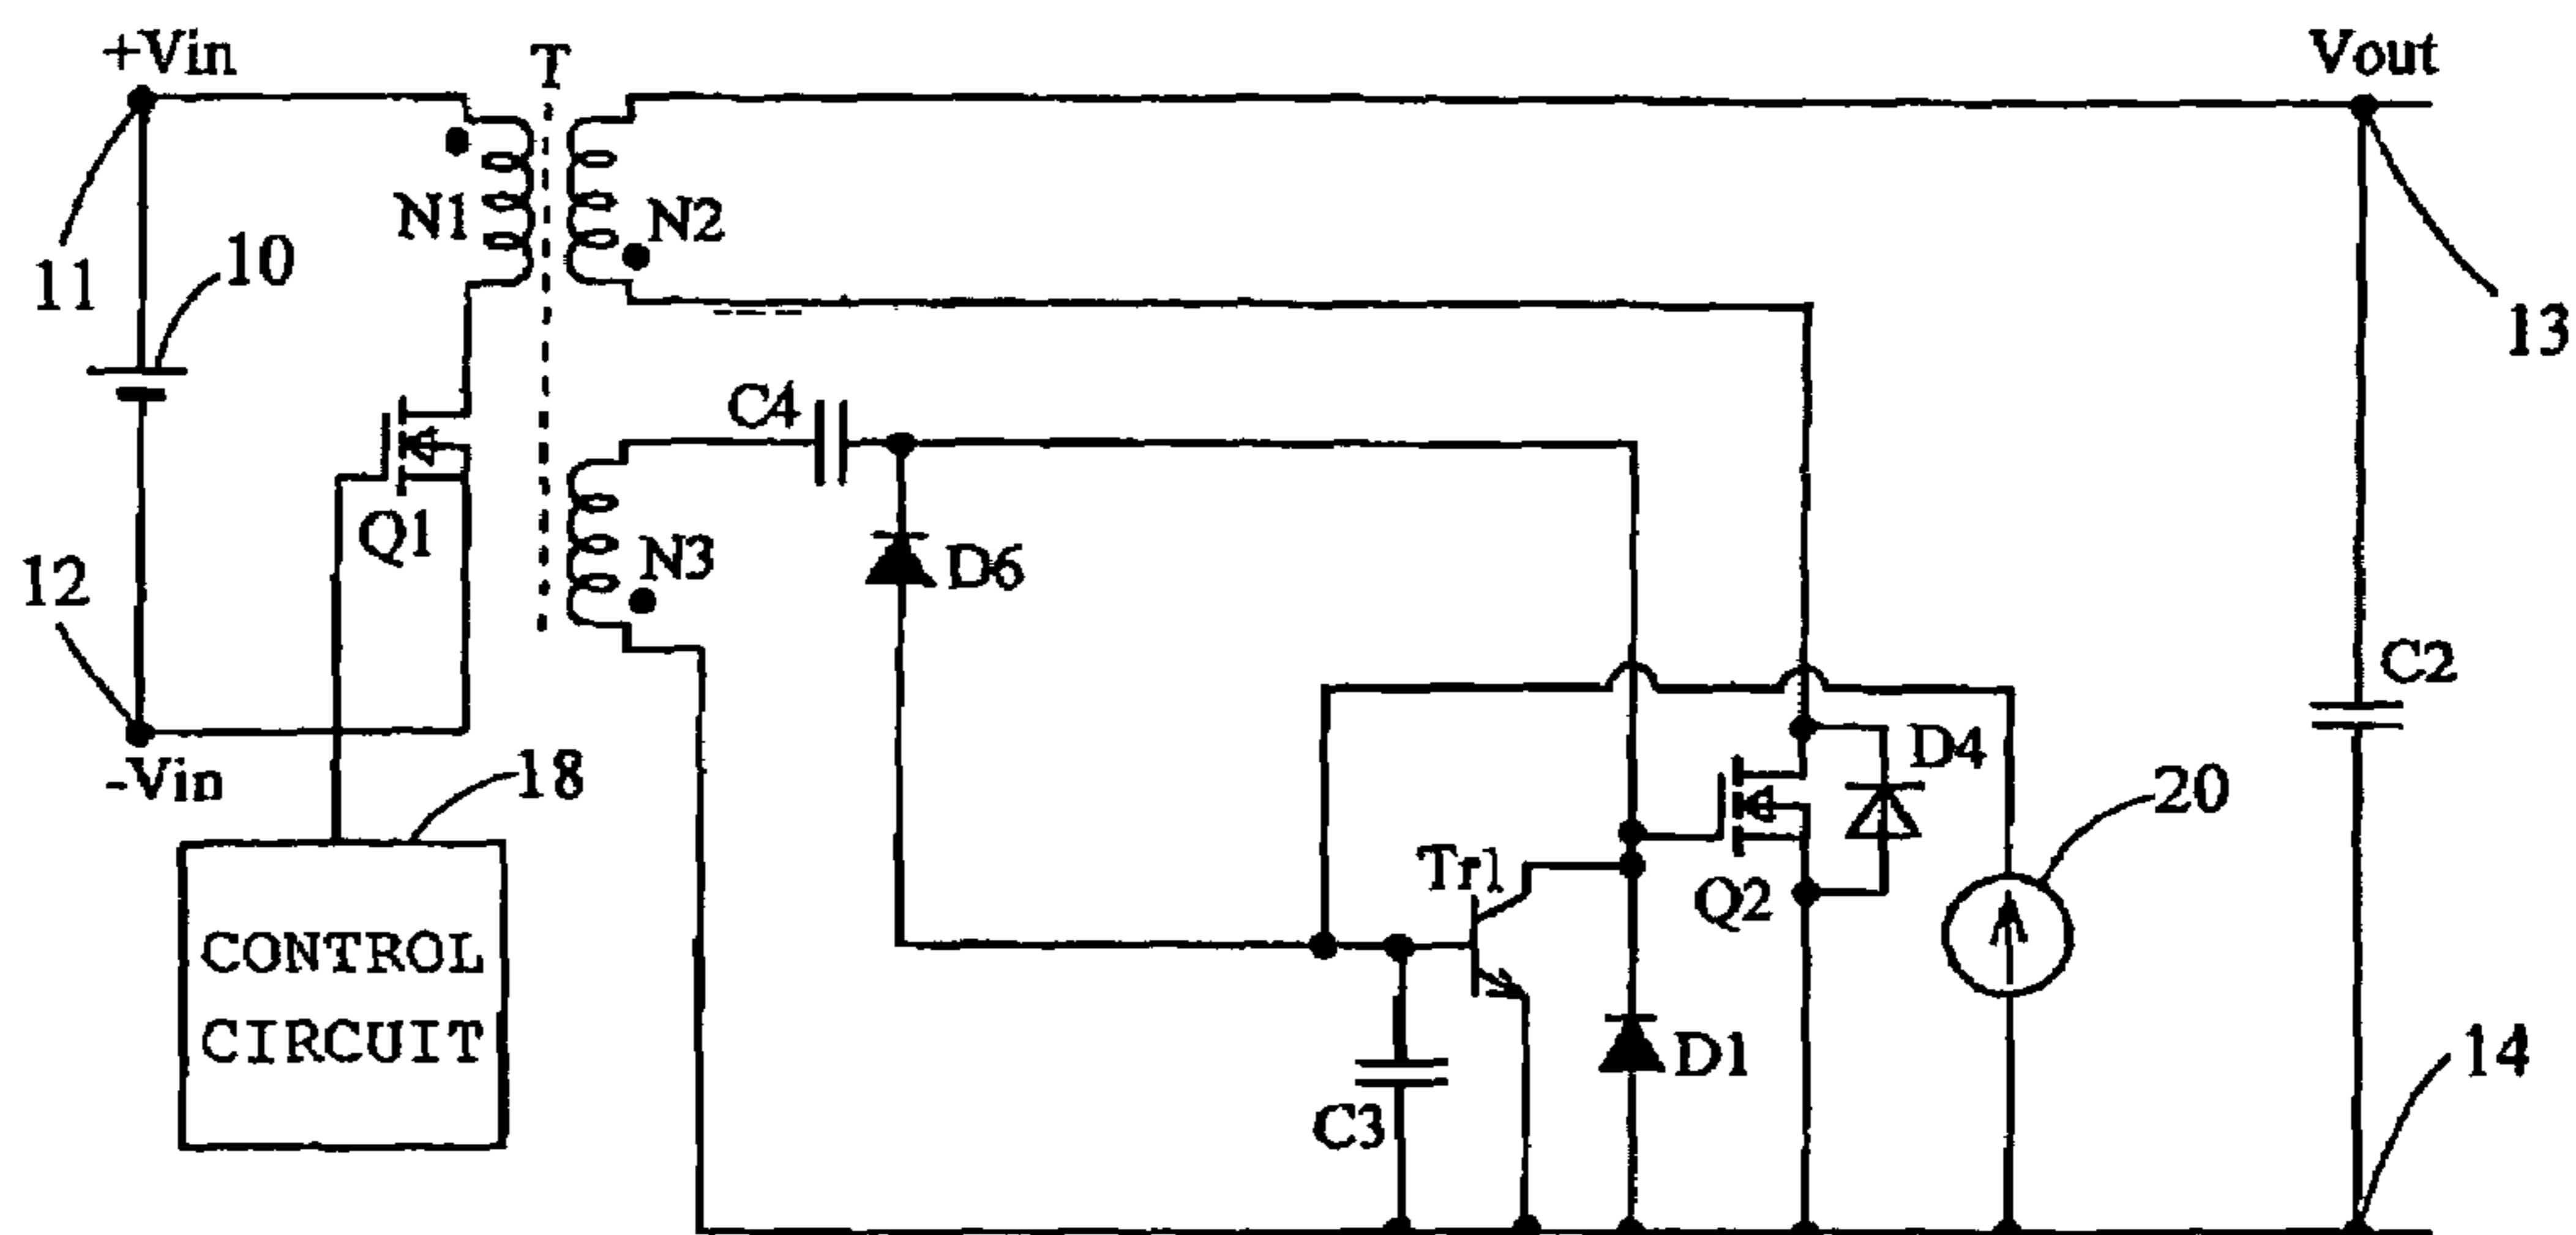 +Vin
T
Vout
N1
N2
11
10
13
C4
Q1
D6
N3
12
C2
-Vin
18
D4
20
Tr1
Q2
CONTROL
CIRCUIT
D1
C3
14